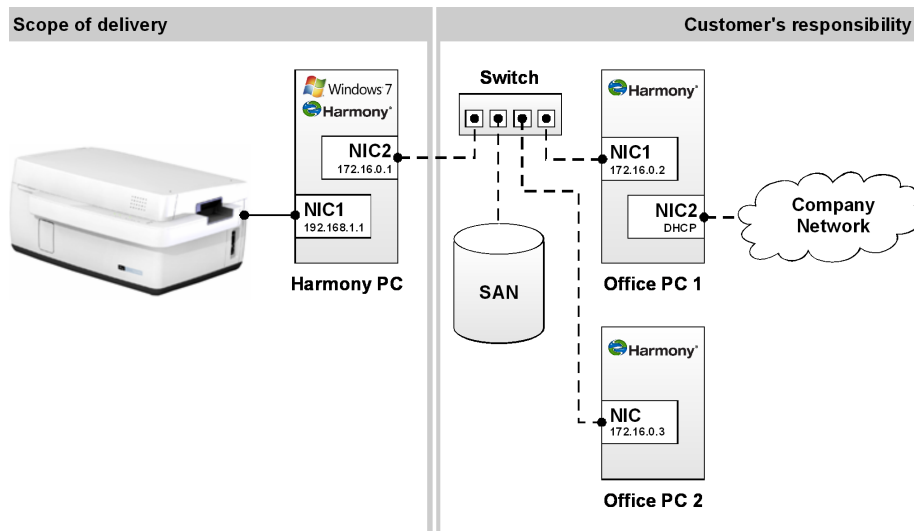 Scope of delivery
Customer's responsibility
Windows 7
Harmony®
NIC2
172.16.0.1
NIC1
192.168.1.1
Harmony PC
Switch
SAN
Harmony®
NIC1
172.16.0.2
NIC2
DHCP
Office PC 1
Company
Network
Harmony®
NIC
172.16.0.3
Office PC 2